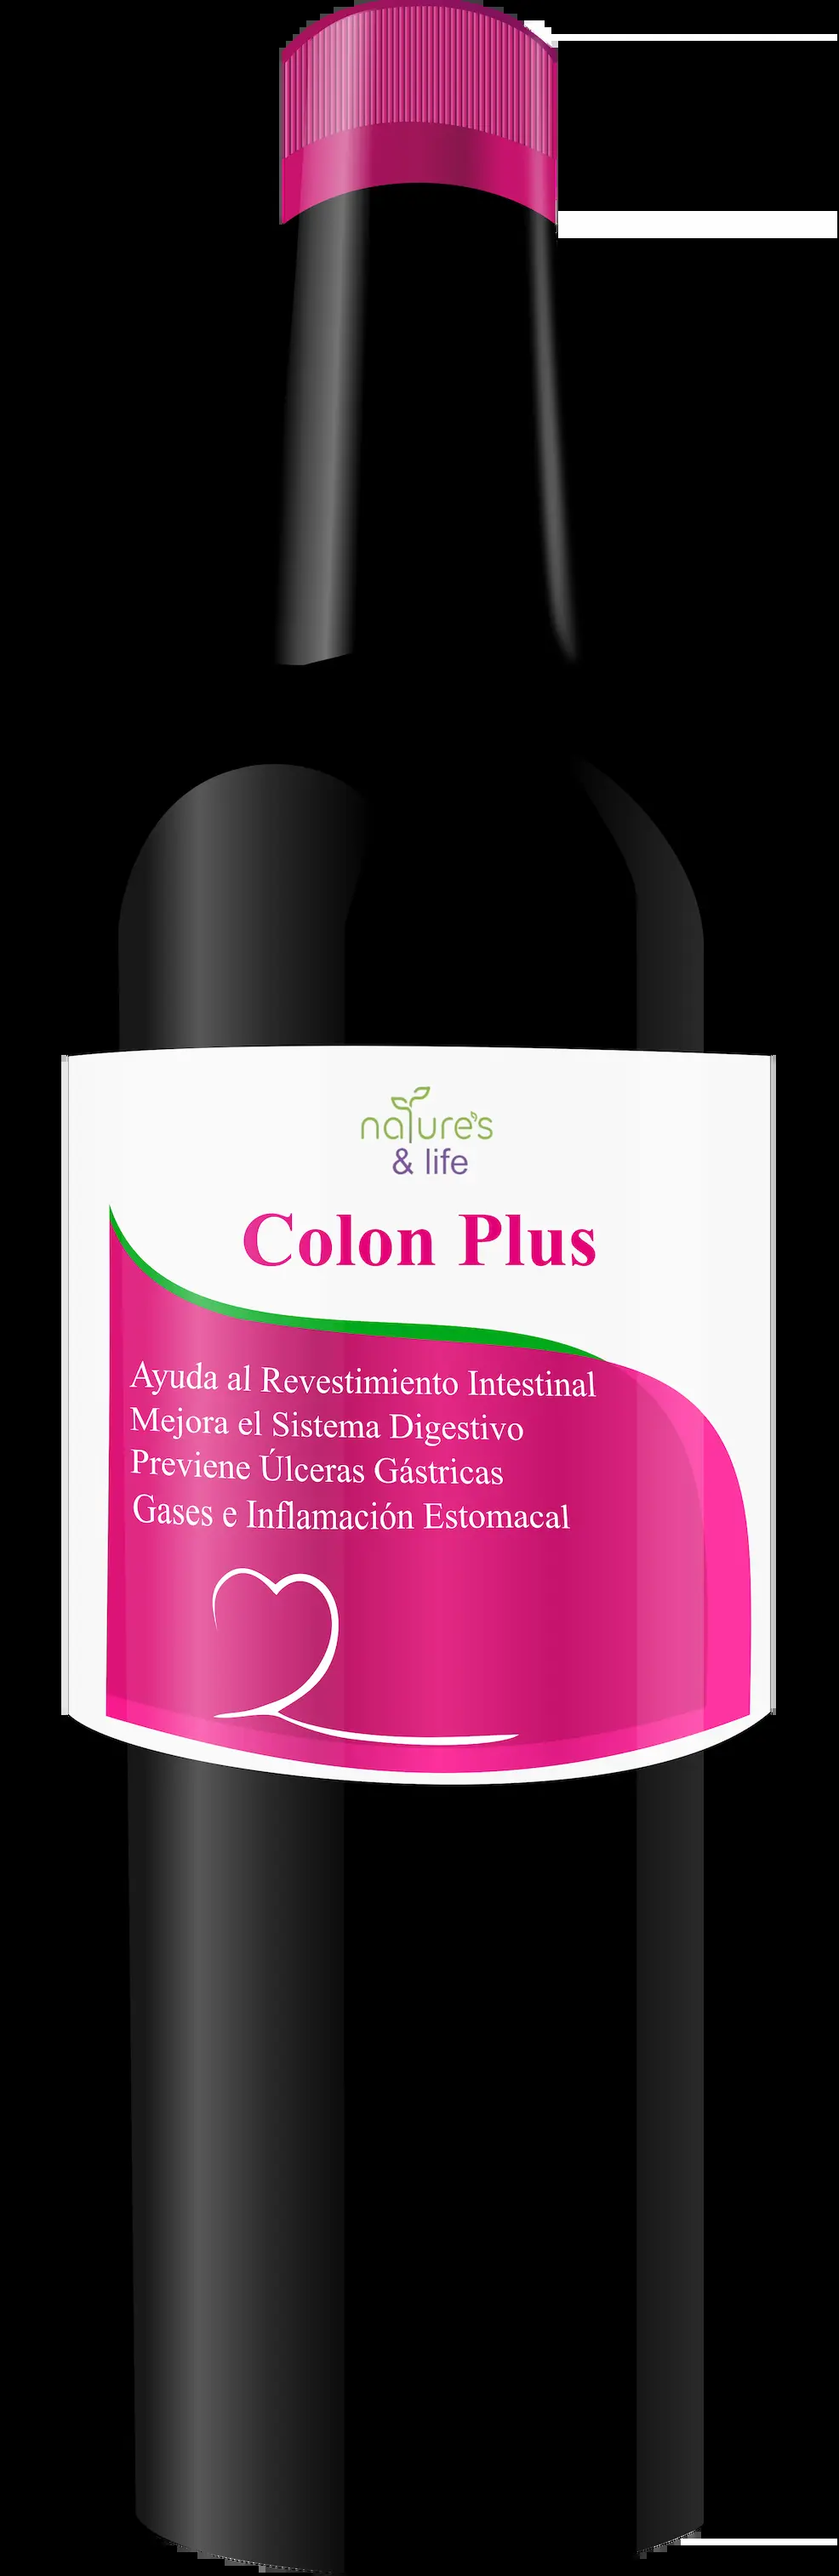 nature's
& life
Colon Plus
Ayuda al Revestimiento Intestinal
Mejora el Sistema Digestivo
Previene Úlceras Gástricas
Gases e Inflamación Estomacal